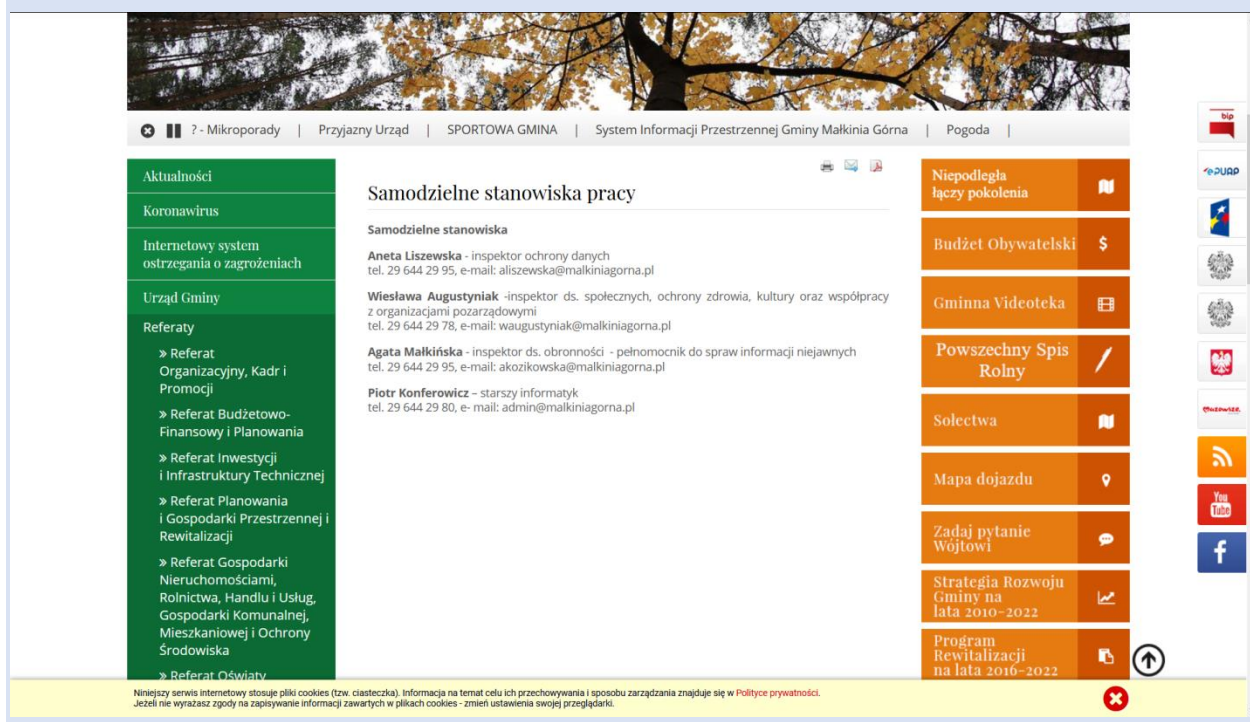 ? - Mikroporady | Przyjazny Urząd | SPORTOWA GMINA | System Informacji Przestrzennej Gminy Małkinia Górna | Pogoda |
Aktualności
Koronawirus
Internetowy system
ostrzegania o zagrożeniach
Urząd Gminy
Referaty
» Referat
Organizacyjny, Kadr i
Promocji
» Referat Budżetowo-
Finansowy i Planowania
» Referat Inwestycji
i Infrastruktury Technicznej
» Referat Planowania
i Gospodarki Przestrzennej i
Rewitalizacji
» Referat Gospodarki
Nieruchomościami,
Rolnictwa, Handlu i Usług,
Gospodarki Komunalnej,
Mieszkaniowej i Ochrony
Środowiska
» Referat Oświaty
Samodzielne stanowiska pracy
Samodzielne stanowiska
Aneta Liszewska - inspektor ochrony danych
tel. 29 644 29 95, e-mail: aliszewska@malkiniagorna.pl
Wiesława Augustyniak -inspektor ds. społecznych, ochrony zdrowia, kultury oraz współpracy
z organizacjami pozarządowymi
tel. 29 644 29 78, e-mail: waugustyniak@malkiniagorna.pl
Agata Małkińska - inspektor ds. obronności - pełnomocnik do spraw informacji niejawnych
tel. 29 644 29 95, e-mail: akozikowska@malkiniagorna.pl
Piotr Konferowicz – starszy informatyk
tel. 29 644 29 80, e- mail: admin@malkiniagorna.pl
Niepodległa
łączy pokolenia
Budżet Obywatelski
$
Gminna Videoteka
Powszechny Spis
Rolny
Sołectwa
Mapa dojazdu
Zadaj pytanie
Wójtowi
Strategia Rozwoju
Gminy na
lata 2010-2022
Program
Rewitalizacji
na lata 2016-2022
bip
ePUAP
Mazowsze.
You
Tube
f
Niniejszy serwis internetowy stosuje pliki cookies (tzw. ciasteczka). Informacja na temat celu ich przechowywania i sposobu zarządzania znajduje się w Polityce prywatności.
Jeżeli nie wyrażasz zgody na zapisywanie informacji zawartych w plikach cookies - zmień ustawienia swojej przeglądarki.